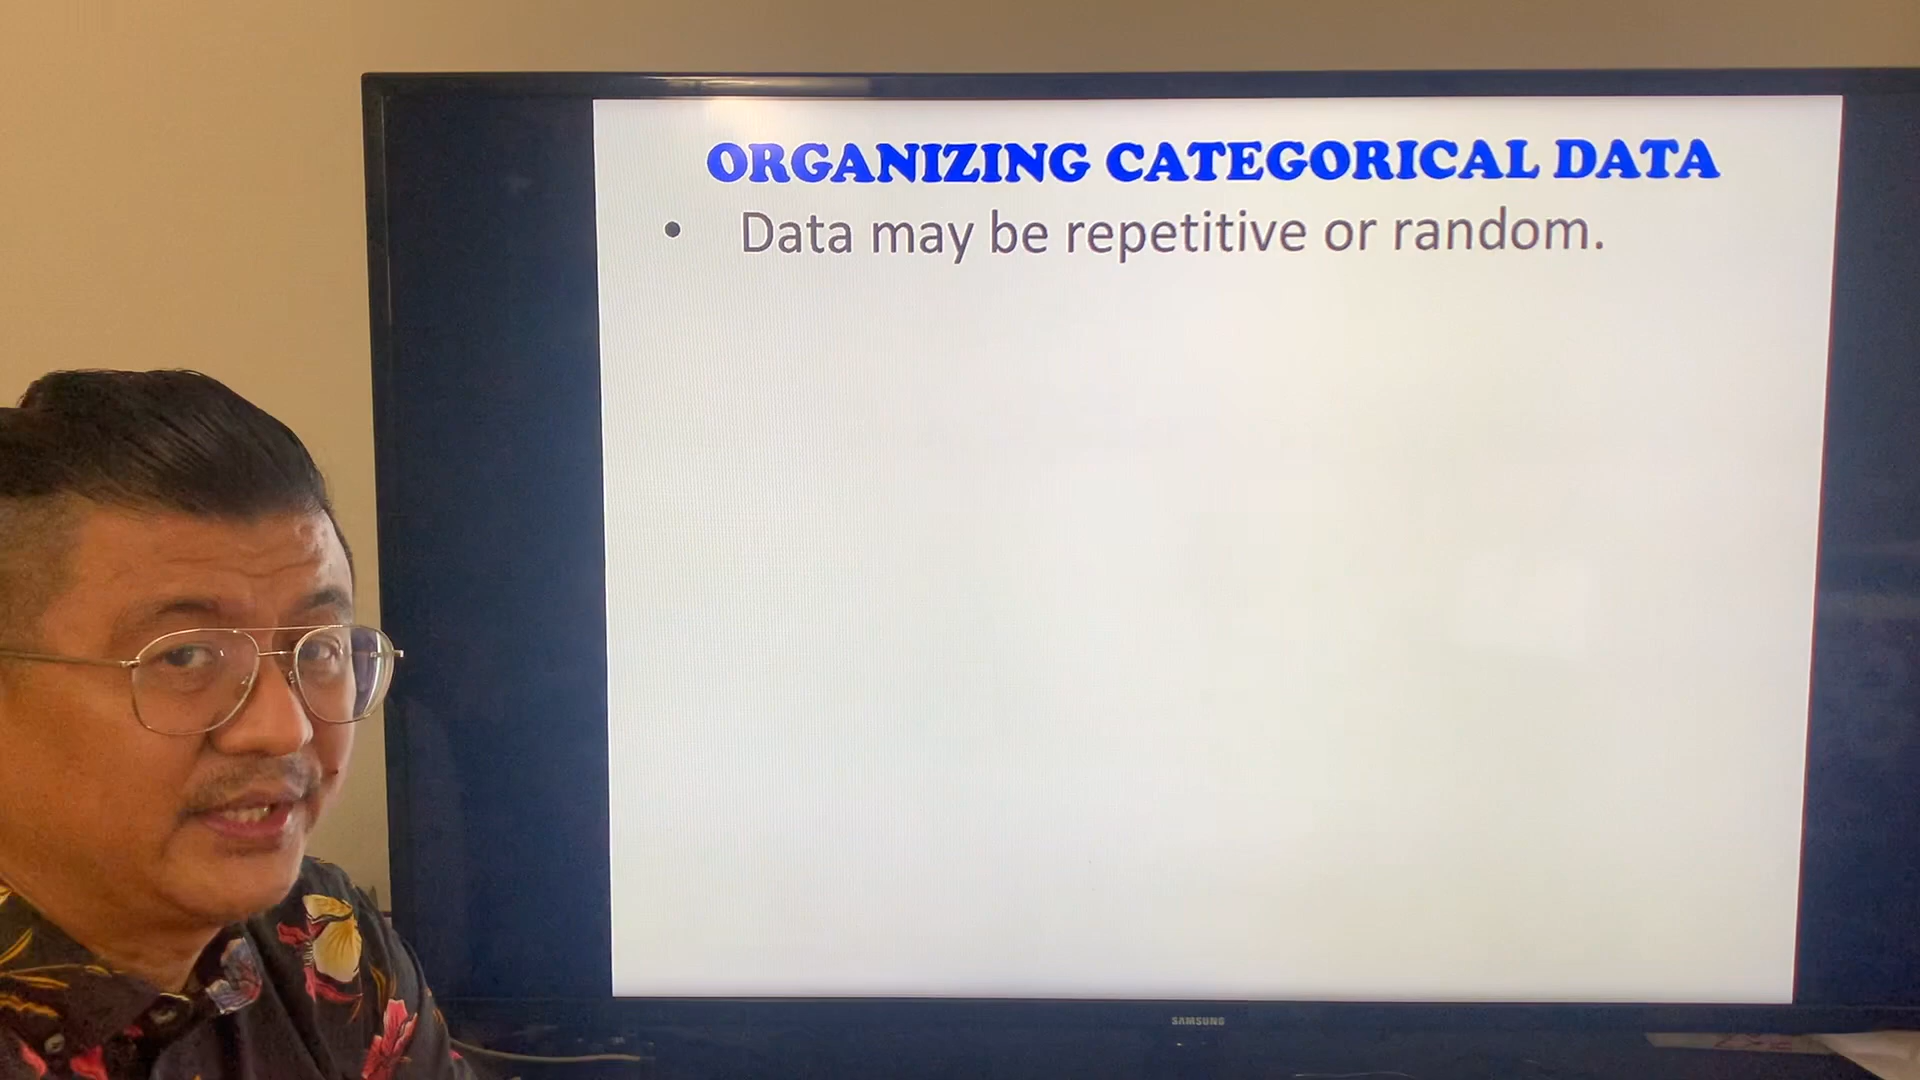 ORGANIZING CATEGORICAL DATA
• Data may be repetitive or random.
SAMSUNG